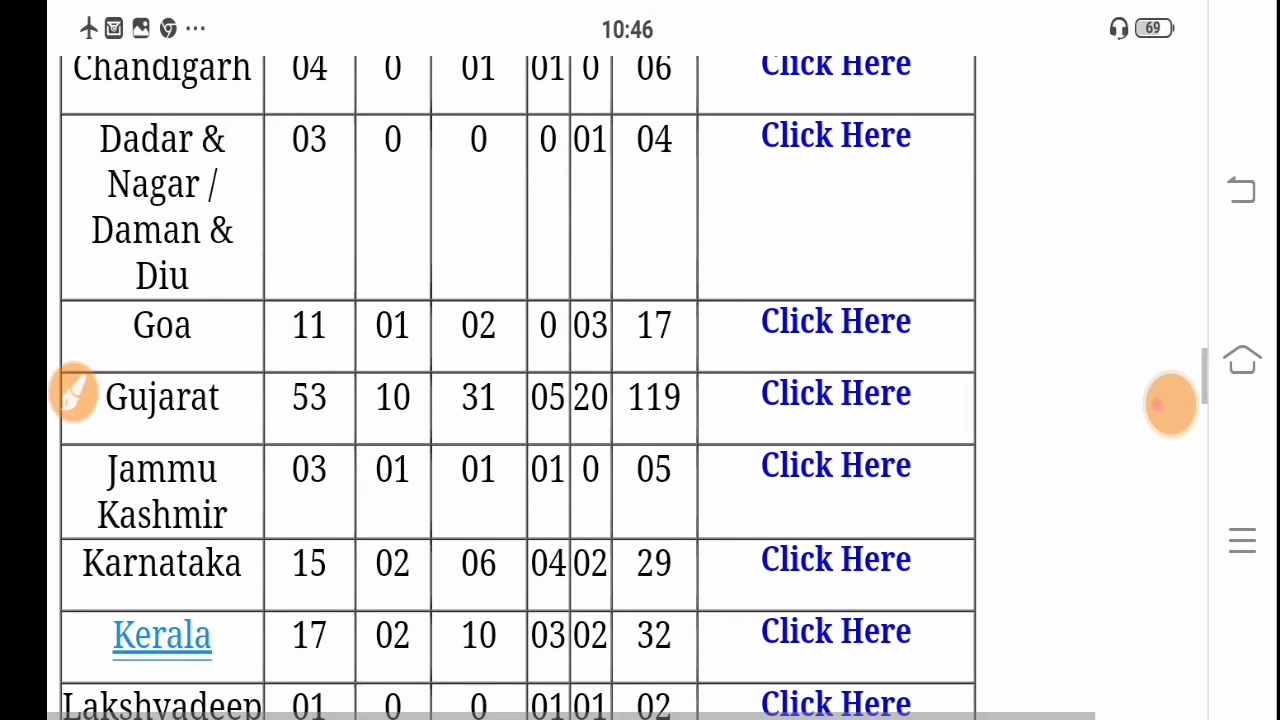 10:46
69
Chandigarh 04 0 01 01 0 06 Click Here
Dadar & 03 0 0 0 01 04 Click Here
Nagar /
Daman &
Diu
Goa 11 01 02 0 03 17 Click Here
Gujarat 53 10 31 05 20 119 Click Here
Jammu 03 01 01 01 0 05 Click Here
Kashmir
Karnataka 15 02 06 04 02 29 Click Here
Kerala 17 02 10 03 02 32 Click Here
Lakshyadeep 01 0 0 01 01 02 Click Here